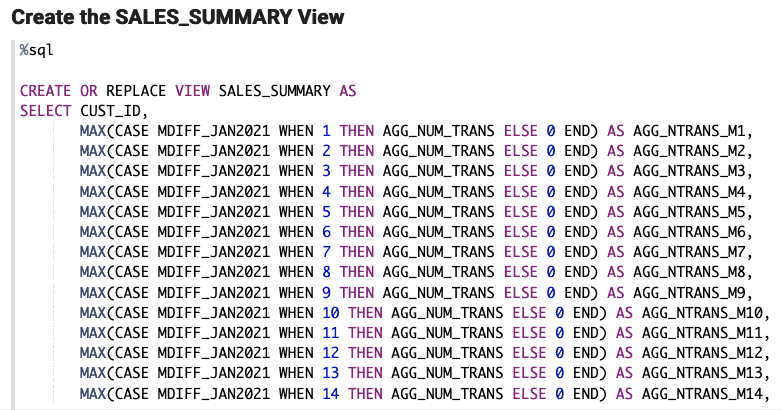 Create the SALES_SUMMARY View
%sql
CREATE OR REPLACE VIEW SALES_SUMMARY AS
SELECT CUST_ID,
MAX(CASE MDIFF_JAN2021 WHEN 1 THEN AGG_NUM_TRANS ELSE 0 END) AS AGG_NTRANS_M1,
MAX(CASE MDIFF_JAN2021 WHEN 2 THEN AGG_NUM_TRANS ELSE 0 END) AS AGG_NTRANS_M2,
MAX(CASE MDIFF_JAN2021 WHEN 3 THEN AGG_NUM_TRANS ELSE 0 END) AS AGG_NTRANS_M3,
MAX(CASE MDIFF_JAN2021 WHEN 4 THEN AGG_NUM_TRANS ELSE 0 END) AS AGG_NTRANS_M4,
MAX(CASE MDIFF_JAN2021 WHEN 5 THEN AGG_NUM_TRANS ELSE 0 END) AS AGG_NTRANS_M5,
MAX(CASE MDIFF_JAN2021 WHEN 6 THEN AGG_NUM_TRANS ELSE 0 END) AS AGG_NTRANS_M6,
MAX(CASE MDIFF_JAN2021 WHEN 7 THEN AGG_NUM_TRANS ELSE 0 END) AS AGG_NTRANS_M7,
MAX(CASE MDIFF_JAN2021 WHEN 8 THEN AGG_NUM_TRANS ELSE 0 END) AS AGG_NTRANS_M8,
MAX(CASE MDIFF_JAN2021 WHEN 9 THEN AGG_NUM_TRANS ELSE 0 END) AS AGG_NTRANS_M9,
MAX(CASE MDIFF_JAN2021 WHEN 10 THEN AGG_NUM_TRANS ELSE 0 END) AS AGG_NTRANS_M10,
MAX(CASE MDIFF_JAN2021 WHEN 11 THEN AGG_NUM_TRANS ELSE 0 END) AS AGG_NTRANS_M11,
MAX(CASE MDIFF_JAN2021 WHEN 12 THEN AGG_NUM_TRANS ELSE 0 END) AS AGG_NTRANS_M12,
MAX(CASE MDIFF_JAN2021 WHEN 13 THEN AGG_NUM_TRANS ELSE 0 END) AS AGG_NTRANS_M13,
MAX(CASE MDIFF_JAN2021 WHEN 14 THEN AGG_NUM_TRANS ELSE 0 END) AS AGG_NTRANS_M14,